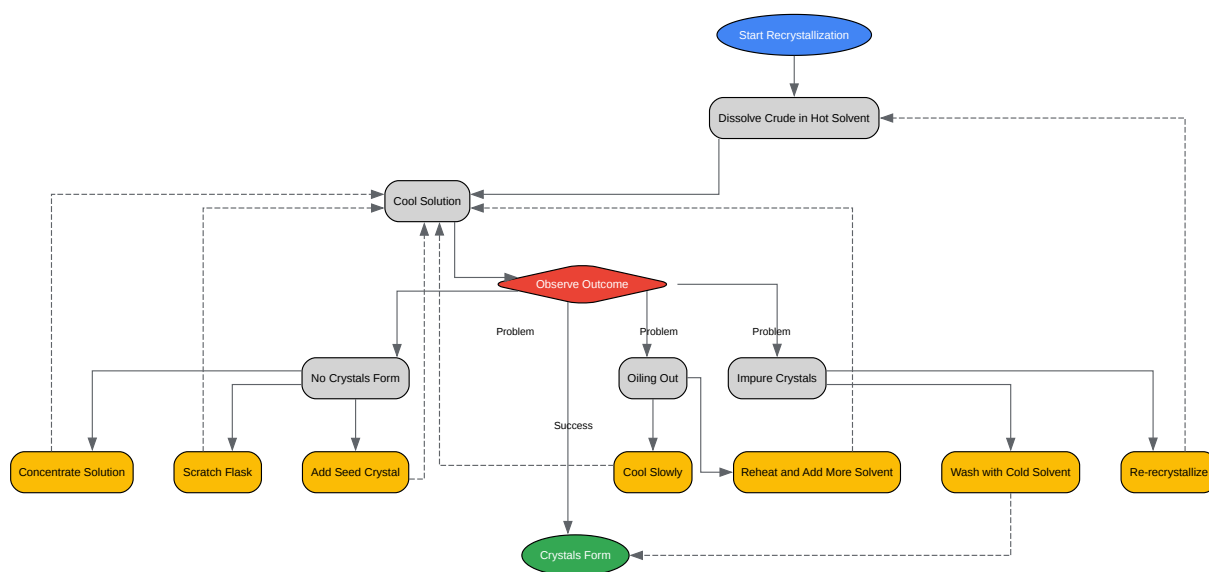 Start Recrystallization
Dissolve Crude in Hot Solvent
Cool Solution
Observe Outcome
Problem
Problem
Problem
No Crystals Form
Oiling Out
Impure Crystals
Success
Concentrate Solution
Scratch Flask
Add Seed Crystal
Cool Slowly
Reheat and Add More Solvent
Wash with Cold Solvent
Re-recrystallize
Crystals Form